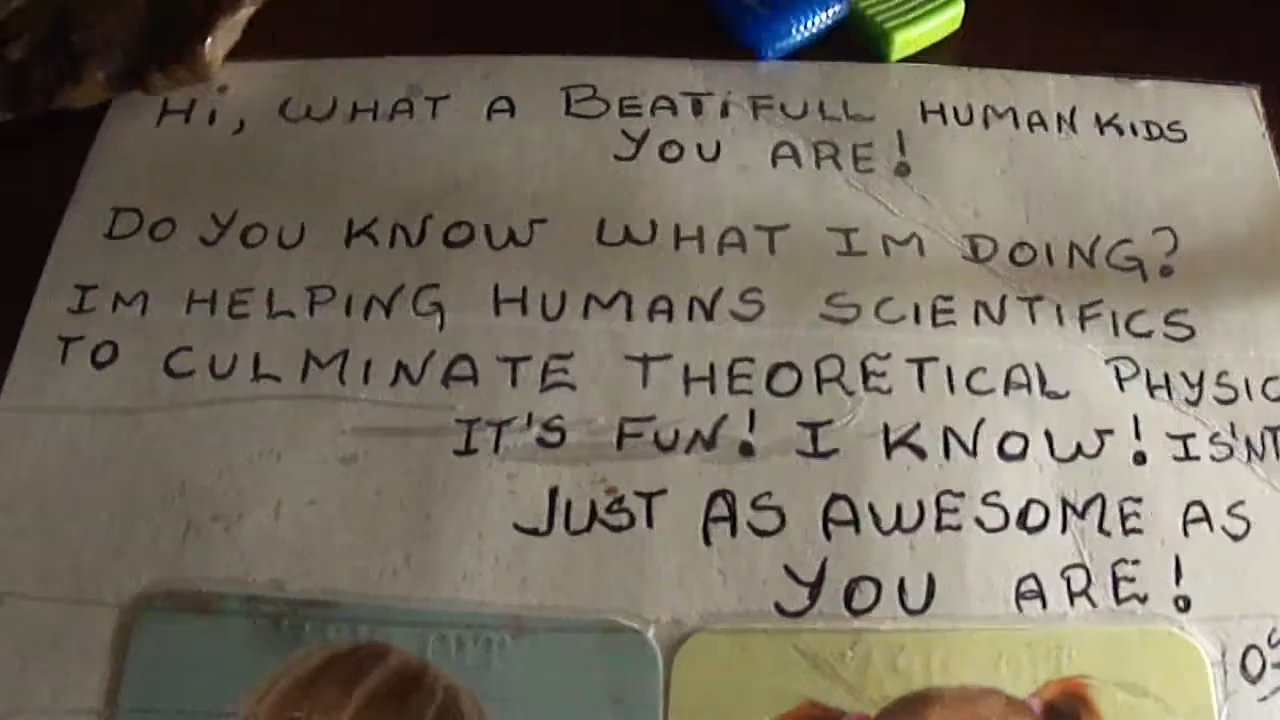 Hi, WHAT A BEATiFULL HUMAN KIDS
YOU ARE!
DO YOU KNOW WHAT IM DOING?
IM HELPING HUMANS SCIENTIFICS
TO CULMINATE THEORETICAL PHYSIC
IT'S FUN! I KNOW! IS'NT
JUST AS AWESOME AS
YOU ARE!